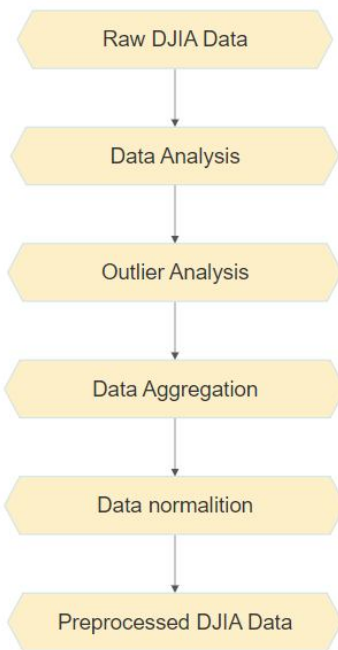 Raw DJIA Data
Data Analysis
Outlier Analysis
Data Aggregation
Data normalition
Preprocessed DJIA Data